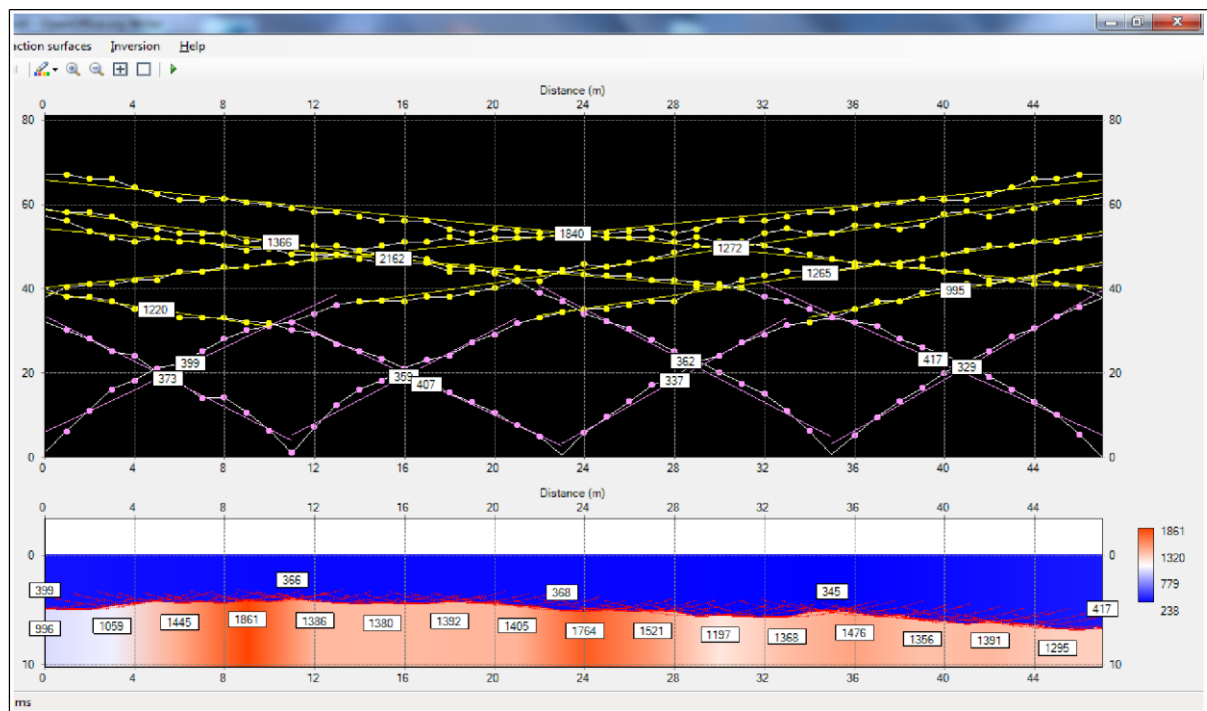 OpenOffice.org Writer
action surfaces Inversion Help
Distance (m)
0 4 8 12 16 20 24 28 32 36 40 44
80 80
60 60
1366 1840 1272
2162 1265
40 995 40
1220
399 359 362 417
373 407 337 329
20 20
0 0
0 4 8 12 16 20 24 28 32 36 40 44
Distance (m)
0 4 8 12 16 20 24 28 32 36 40 44
0 0
399 366 368 345 417
996 1059 1445 1861 1386 1380 1392 1405 1764 1521 1197 1368 1476 1356 1391 1295
10 10
0 4 8 12 16 20 24 28 32 36 40 44
1861
1320
779
238
ms